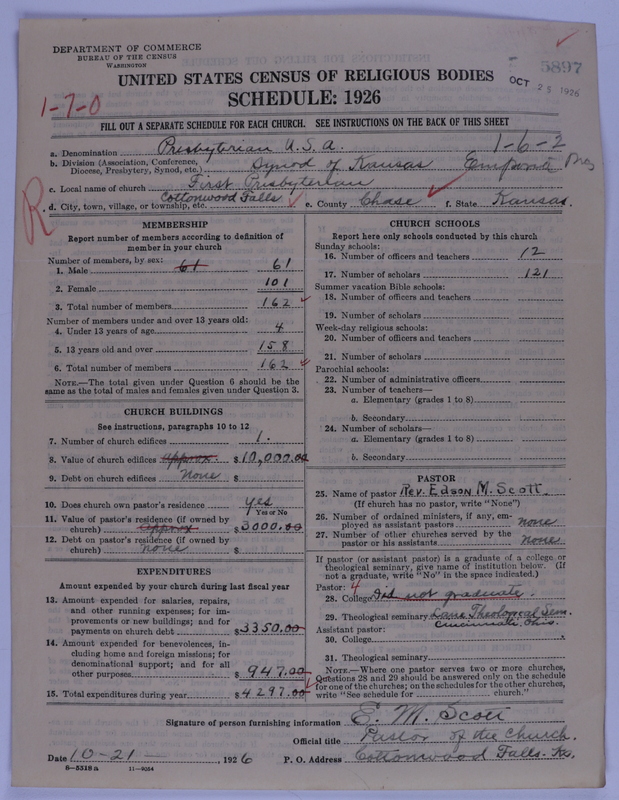 DEPARTMENT OF COMMERCE
BUREAU OF THE CENSUS
WASHINGTON
5897
OCT 25 1926
UNITED STATES CENSUS OF RELIGIOUS BODIES
SCHEDULE: 1926
1-7-0
FILL OUT A SEPARATE SCHEDULE FOR EACH CHURCH. SEE INSTRUCTIONS ON THE BACK OF THIS SHEET
a. Denomination Presbyterian U.S.A. 1-6-2
b. Division (Association, Conference, Diocese, Presbytery, Synod, etc.) Synod of Kansas Emporia
c. Local name of church First Presbyterian
d. City, town, village, or township, etc. Cottonwood Falls e. County Chase f. State Kansas.
R
MEMBERSHIP
Report number of members according to definition of member in your church
Number of members, by sex:
1. Male 61 61
2. Female 101
3. Total number of members 162
Number of members under and over 13 years old:
4. Under 13 years of age 4
5. 13 years old and over 158
6. Total number of members 162
NOTE.—The total given under Question 6 should be the same as the total of males and females given under Question 3.
CHURCH BUILDINGS
See instructions, paragraphs 10 to 12
7. Number of church edifices 1.
8. Value of church edifices approx. $10,000.00
9. Debt on church edifices None $
10. Does church own pastor's residence yes
Yes or No
11. Value of pastor's residence (if owned by church) approx $3000.00
12. Debt on pastor's residence (if owned by church) none $
EXPENDITURES
Amount expended by your church during last fiscal year
13. Amount expended for salaries, repairs, and other running expenses; for improvements or new buildings; and for payments on church debt $3350.00
14. Amount expended for benevolences, including home and foreign missions; for denominational support; and for all other purposes $947.00
15. Total expenditures during year $4297.00
CHURCH SCHOOLS
Report here only schools conducted by this church
Sunday schools:
16. Number of officers and teachers 12
17. Number of scholars 121
Summer vacation Bible schools:
18. Number of officers and teachers
19. Number of scholars
Week-day religious schools:
20. Number of officers and teachers
21. Number of scholars
Parochial schools:
22. Number of administrative officers
23. Number of teachers—
a. Elementary (grades 1 to 8)
b. Secondary
24. Number of scholars—
a. Elementary (grades 1 to 8)
b. Secondary
PASTOR
25. Name of pastor Rev. Edson M. Scott.
(If church has no pastor, write "None")
26. Number of ordained ministers, if any, employed as assistant pastors none
27. Number of other churches served by the pastor or his assistants none.
If pastor (or assistant pastor) is a graduate of a college or theological seminary, give name of institution below. (If not a graduate, write "No" in the space indicated.)
Pastor: 4
28. College Did not graduate.
29. Theological seminary Lane Theological Sem. Cincinnati, Ohio.
Assistant pastor:
30. College
31. Theological seminary
NOTE.—Where one pastor serves two or more churches, Questions 28 and 29 should be answered only on the schedule for one of the churches; on the schedules for the other churches, write "See schedule for church."
Signature of person furnishing information E. M. Scott
Official title Pastor of the Church.
Date 10-21-, 1926 P. O. Address Cottonwood Falls. Ks.
8-5318a 11-9034